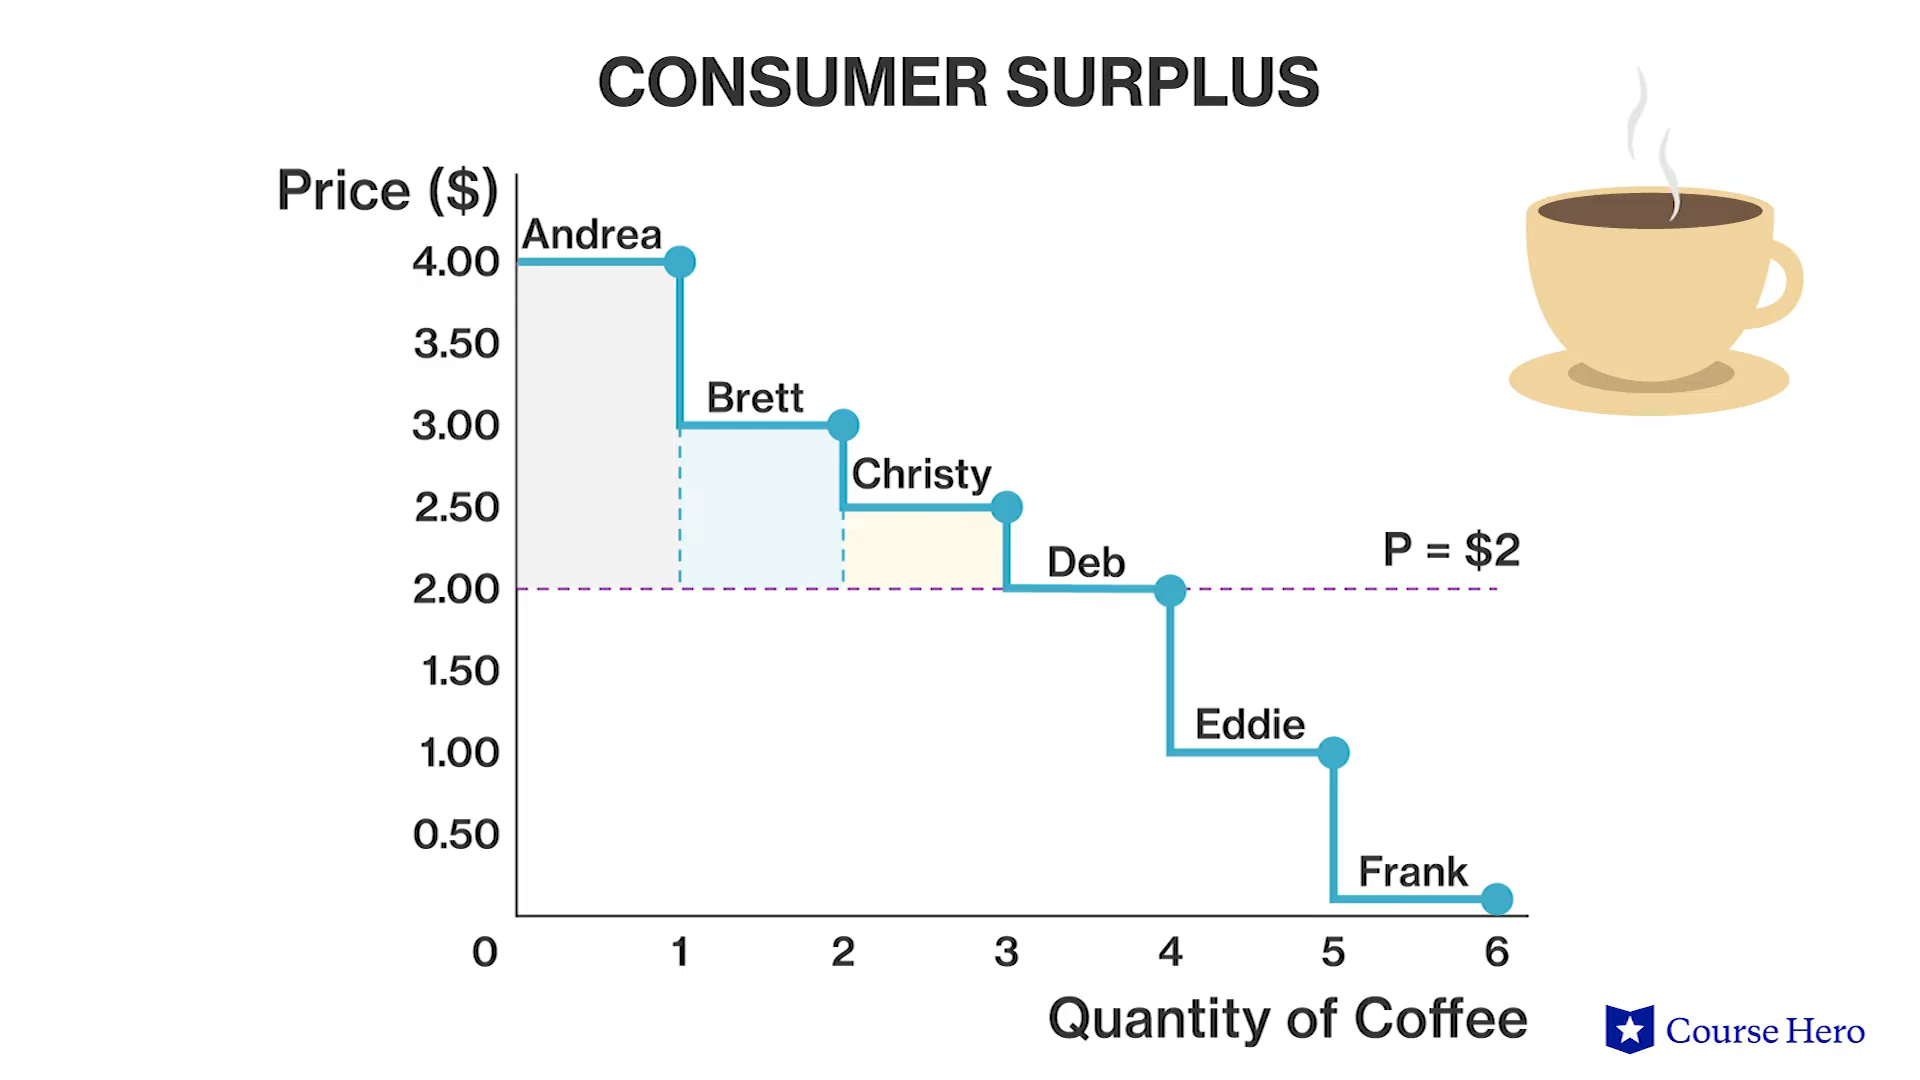 CONSUMER SURPLUS
Price ($)
Andrea
4.00
3.50
Brett
3.00
Christy
2.50
P = $2
Deb
2.00
1.50
Eddie
1.00
0.50
Frank
0 1 2 3 4 5 6
Quantity of Coffee
Course Hero